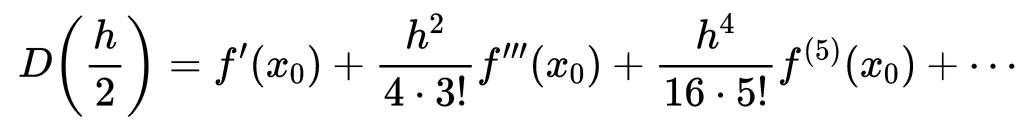 D(h/2) = f′(x₀) + h²/(4 · 3!) f‴(x₀) + h⁴/(16 · 5!) f⁽⁵⁾(x₀) + ···